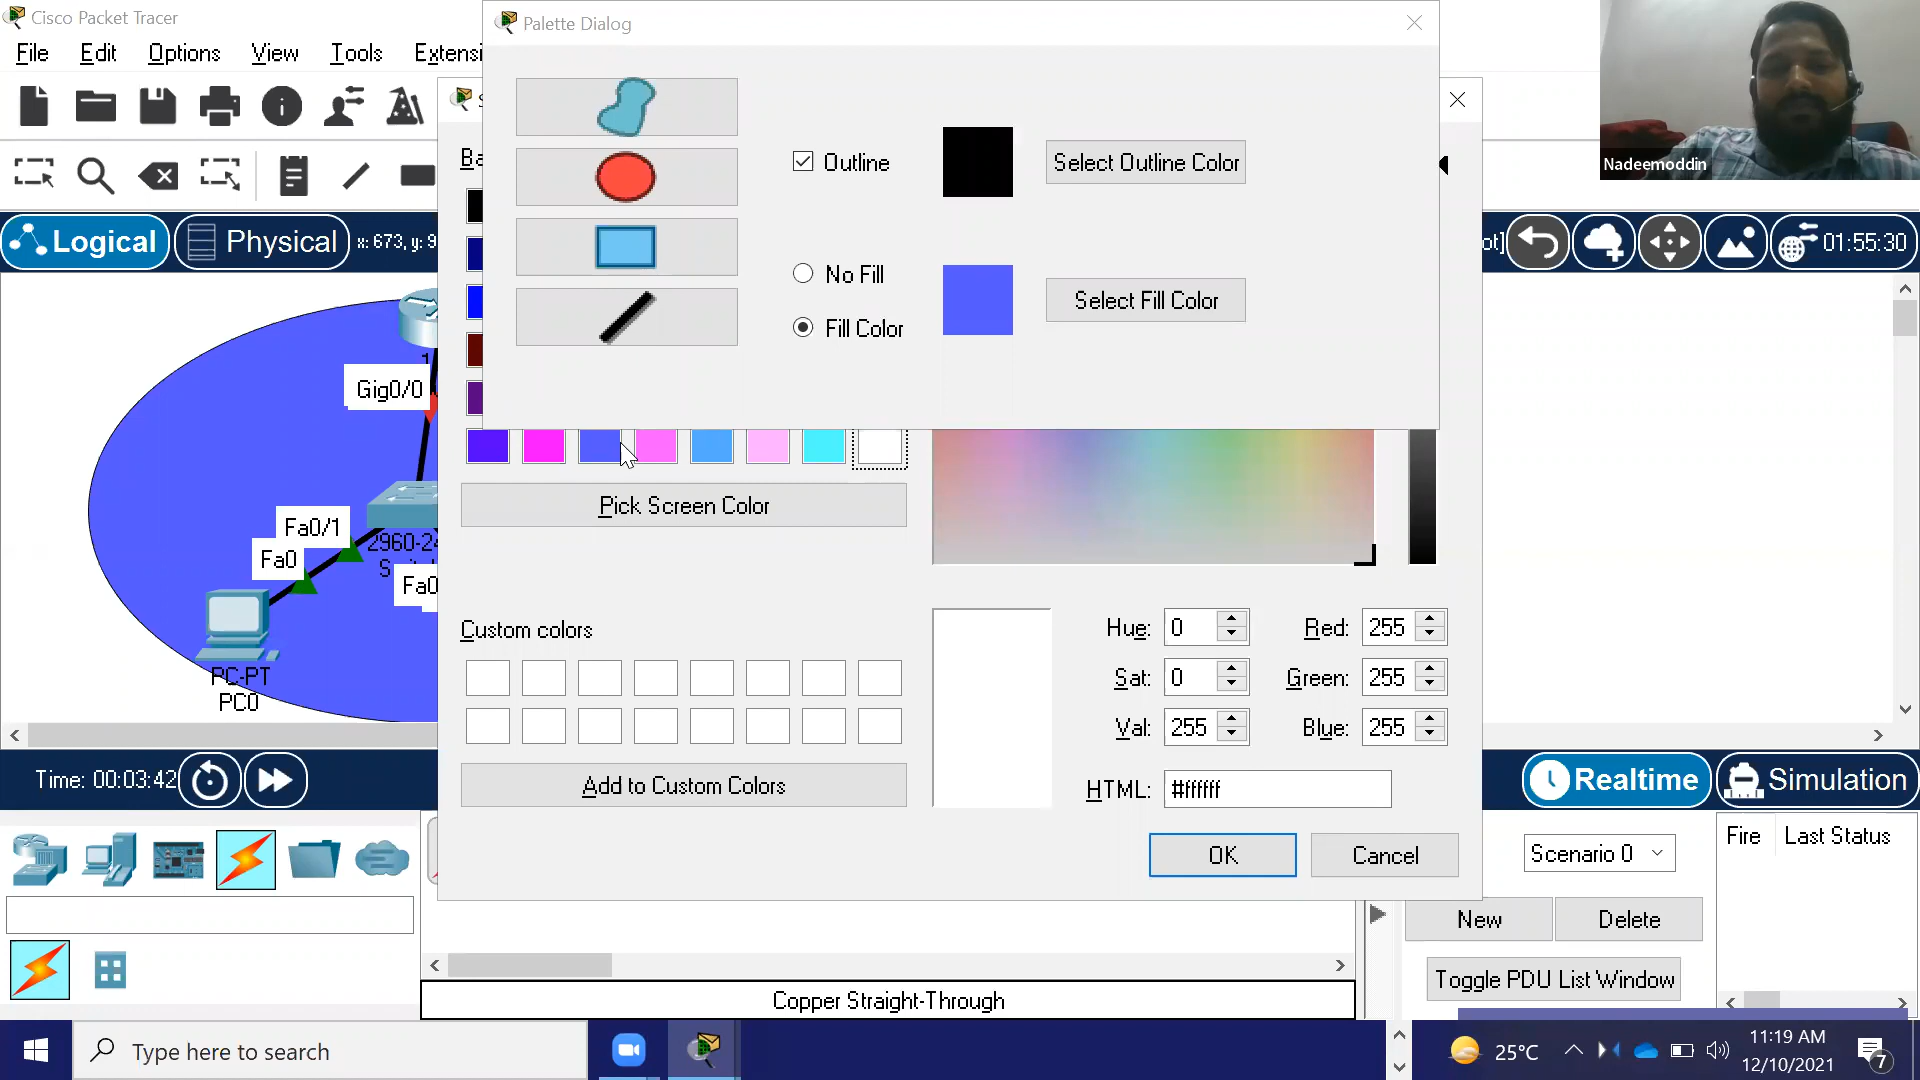 Cisco Packet Tracer
File Edit Options View Tools Extensi
Palette Dialog
Outline
Select Outline Color
No Fill
Fill Color
Select Fill Color
Nadeemoddin
Logical
Physical
x: 673, y: 9
ot]
01:55:30
Ba
Gig0/0
Fa0/1
Fa0
2960-24
Fa0
PC-PT
PC0
Pick Screen Color
Custom colors
Add to Custom Colors
Hue: 0
Red: 255
Sat: 0
Green: 255
Val: 255
Blue: 255
HTML: #ffffff
OK
Cancel
Time: 00:03:42
Realtime
Simulation
Scenario 0
Fire
Last Status
New
Delete
Toggle PDU List Window
Copper Straight-Through
Type here to search
25°C
11:19 AM
12/10/2021
7